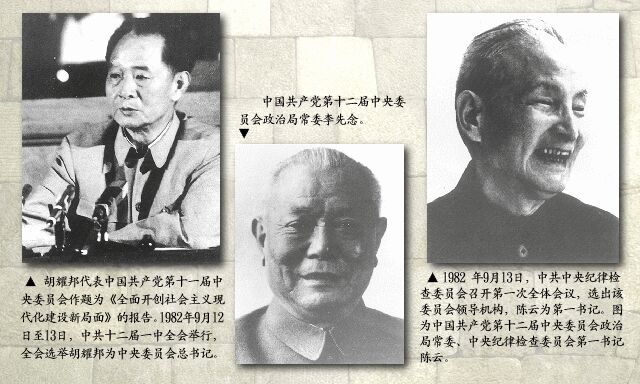 中国共产党第十二届中央委
员会政治局常委李先念。
▼
▲ 胡耀邦代表中国共产党第十一届中
央委员会作题为《全面开创社会主义现
代化建设新局面》的报告。1982年9月12
日至13日,中共十二届一中全会举行,
全会选举胡耀邦为中央委员会总书记。
▲ 1982 年9月13日,中共中央纪律检
查委员会召开第一次全体会议,选出该
委员会领导机构,陈云为第一书记。图
为中国共产党第十二届中央委员会政治
局常委、中央纪律检查委员会第一书记
陈云。